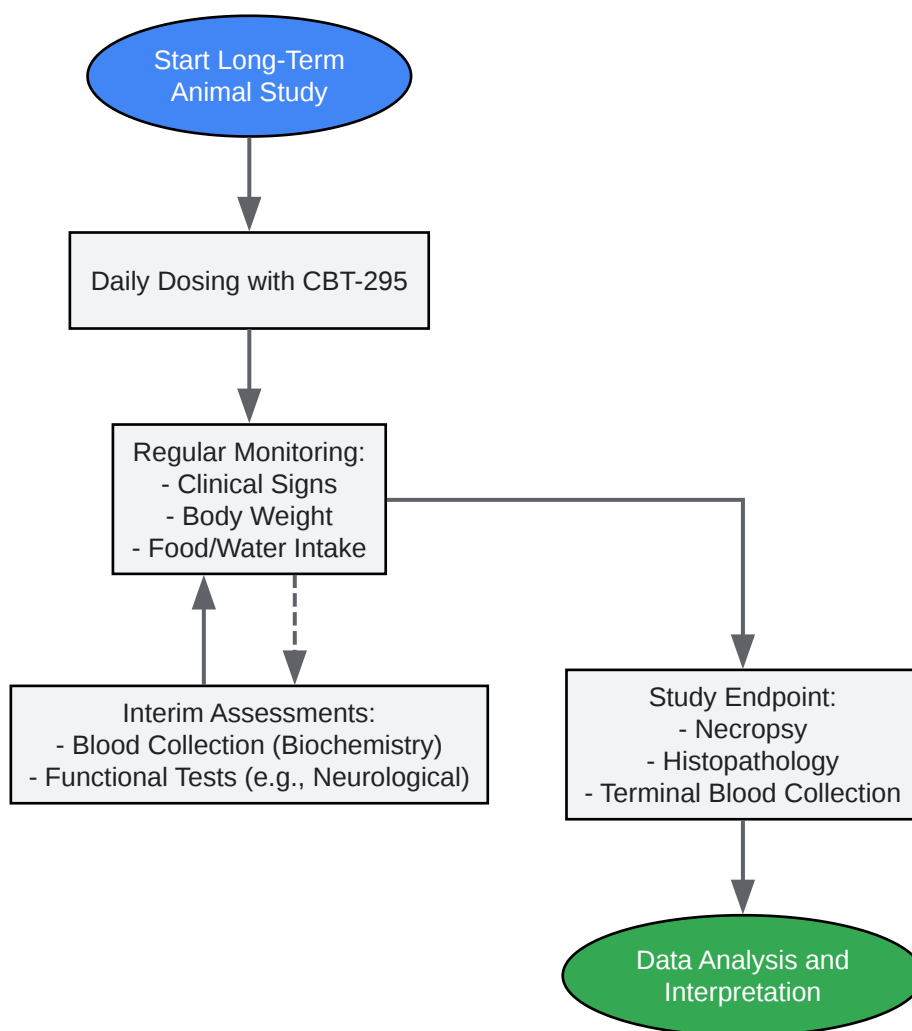 Start Long-Term
Animal Study
Daily Dosing with CBT-295
Regular Monitoring:
- Clinical Signs
- Body Weight
- Food/Water Intake
Interim Assessments:
- Blood Collection (Biochemistry)
- Functional Tests (e.g., Neurological)
Study Endpoint:
- Necropsy
- Histopathology
- Terminal Blood Collection
Data Analysis and
Interpretation